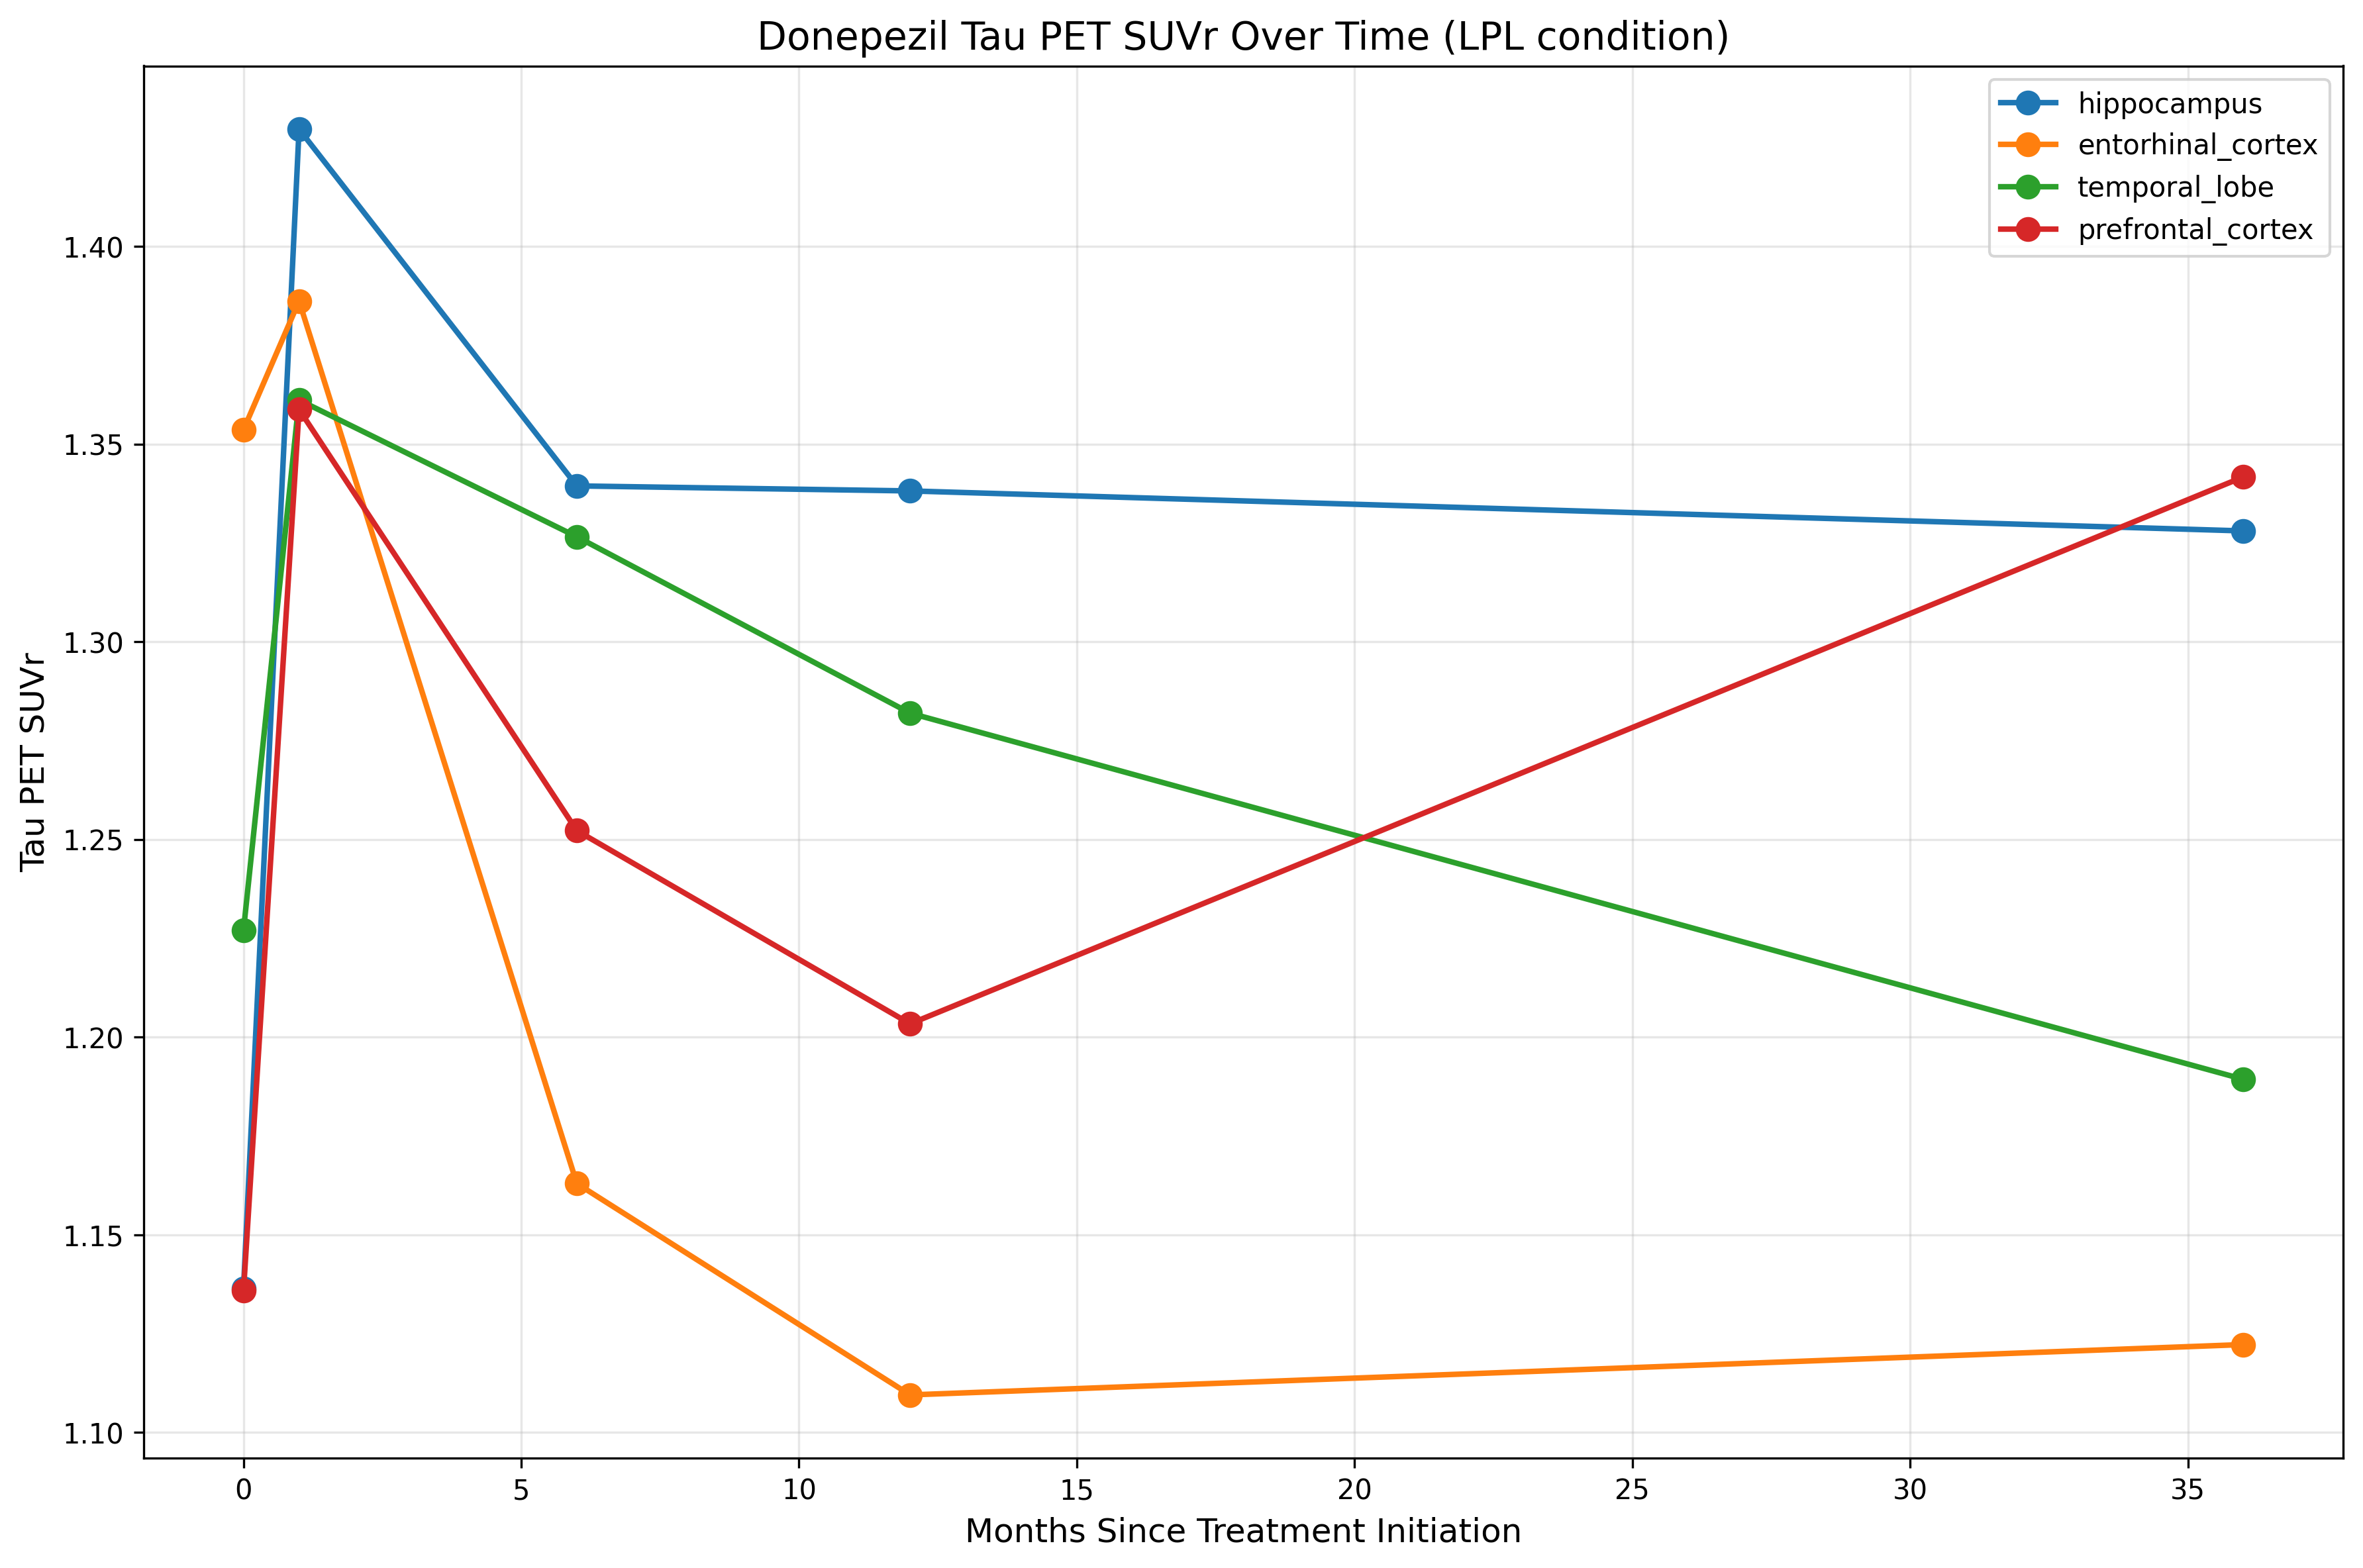 Donepezil Tau PET SUVr Over Time (LPL condition)
hippocampus
entorhinal_cortex
temporal_lobe
prefrontal_cortex
Tau PET SUVr
1.40
1.35
1.30
1.25
1.20
1.15
1.10
0 5 10 15 20 25 30 35
Months Since Treatment Initiation